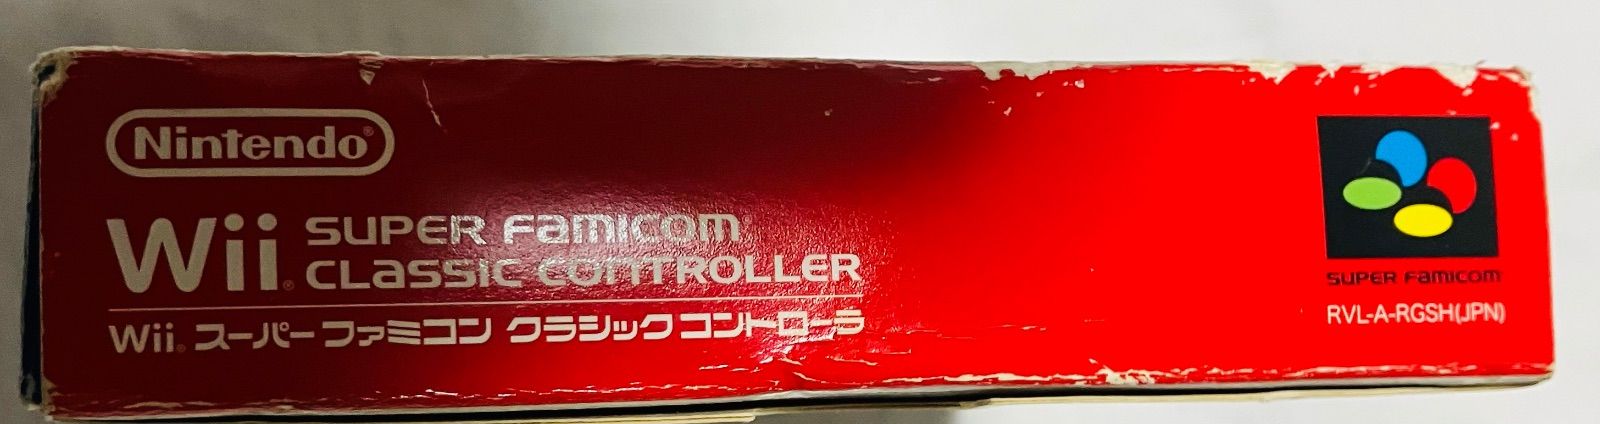 Nintendo®
Wii® SUPER FAMICOM®
CLASSIC CONTROLLER
Wii® スーパーファミコン クラシックコントローラ
SUPER FAMICOM
RVL-A-RGSH(JPN)